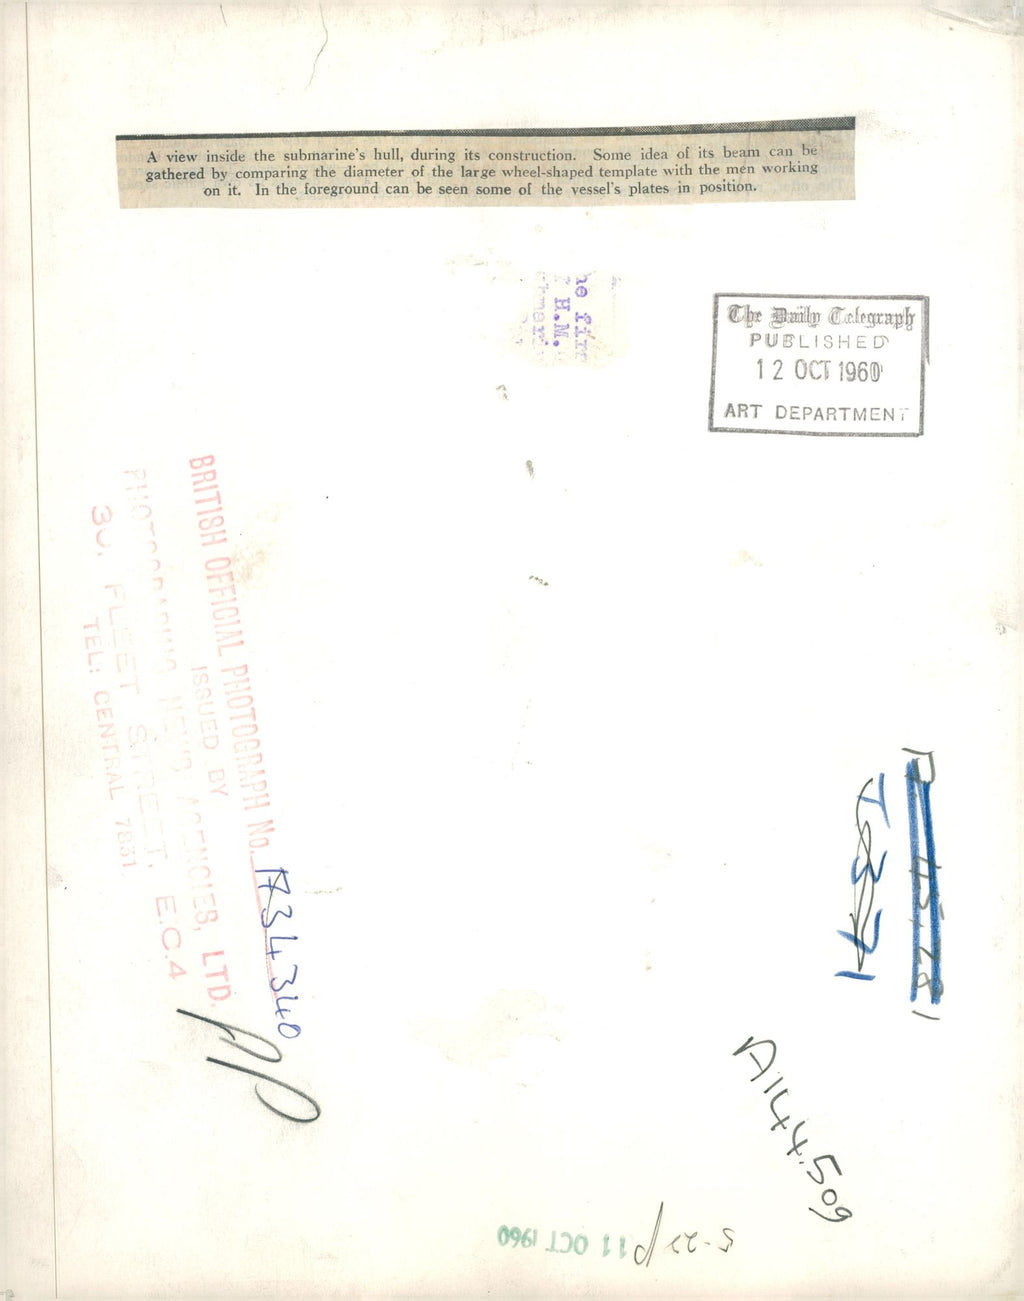 A view inside the submarine's hull, during its construction. Some idea of its beam can be
gathered by comparing the diameter of the large wheel-shaped template with the men working
on it. In the foreground can be seen some of the vessel's plates in position.
H.M.
The Daily Telegraph
PUBLISHED
12 OCT 1960
ART DEPARTMENT
BRITISH OFFICIAL PHOTOGRAPH No. A34340
ISSUED BY
PHOTOGRAPHIC NEWS AGENCIES, LTD.
30, FLEET STREET, E.C.4
TEL: CENTRAL 7831.
A144.509
11 OCT 1960
5-22